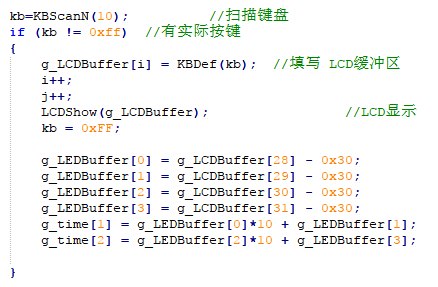 kb=KBScanN(10);          //扫描键盘
if (kb != 0xff)  //有实际按键
{
    g_LCDBuffer[i] = KBDef(kb);  //填写 LCD缓冲区
    i++;
    j++;
    LCDShow(g_LCDBuffer);                 //LCD显示
    kb = 0xFF;

    g_LEDBuffer[0] = g_LCDBuffer[28] - 0x30;
    g_LEDBuffer[1] = g_LCDBuffer[29] - 0x30;
    g_LEDBuffer[2] = g_LCDBuffer[30] - 0x30;
    g_LEDBuffer[3] = g_LCDBuffer[31] - 0x30;
    g_time[1] = g_LEDBuffer[0]*10 + g_LEDBuffer[1];
    g_time[2] = g_LEDBuffer[2]*10 + g_LEDBuffer[3];

}